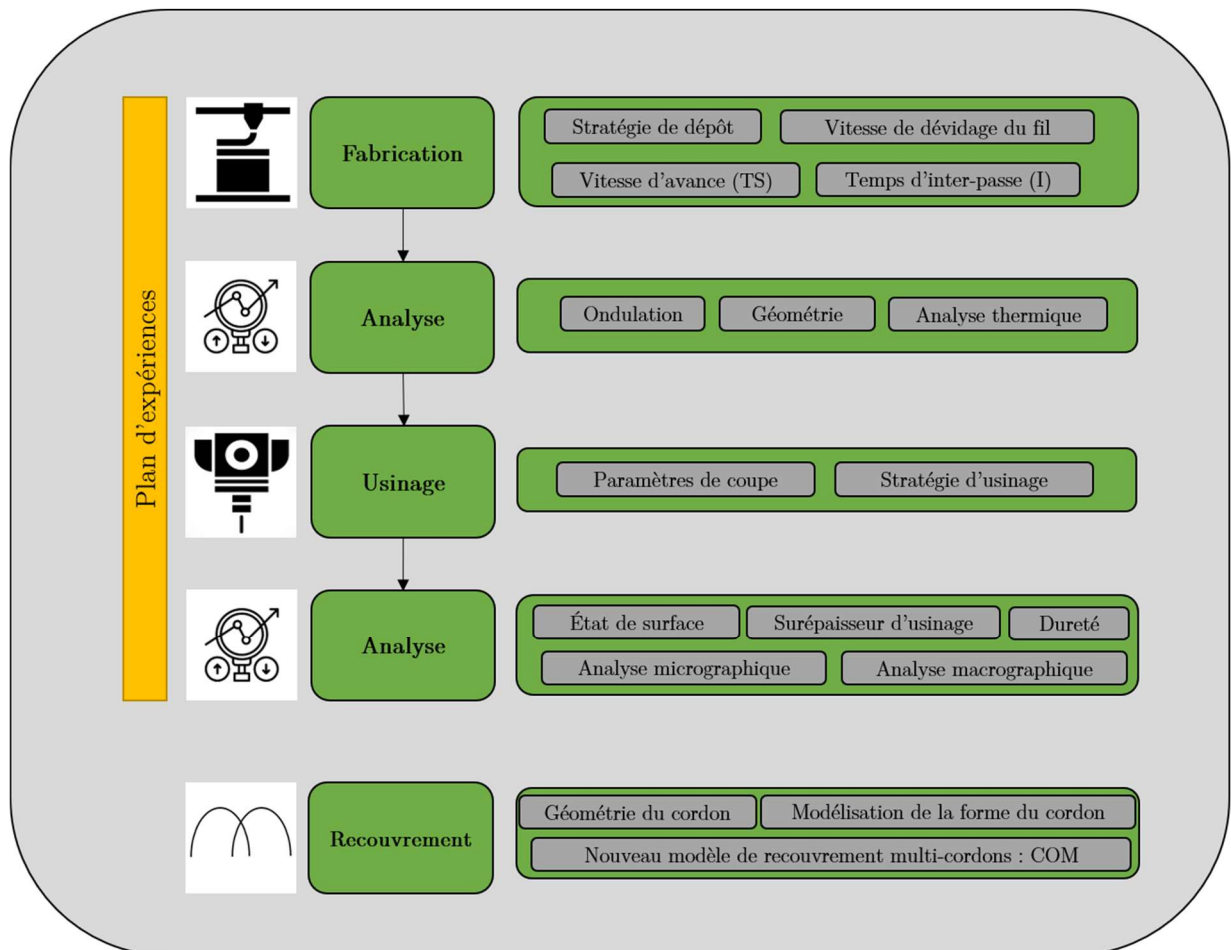 Plan d'expériences
Fabrication
Stratégie de dépôt
Vitesse de dévidage du fil
Vitesse d'avance (TS)
Temps d'inter-passe (I)
Analyse
Ondulation
Géométrie
Analyse thermique
Usinage
Paramètres de coupe
Stratégie d'usinage
Analyse
État de surface
Surépaisseur d'usinage
Dureté
Analyse micrographique
Analyse macrographique
Recouvrement
Géométrie du cordon
Modélisation de la forme du cordon
Nouveau modèle de recouvrement multi-cordons : COM